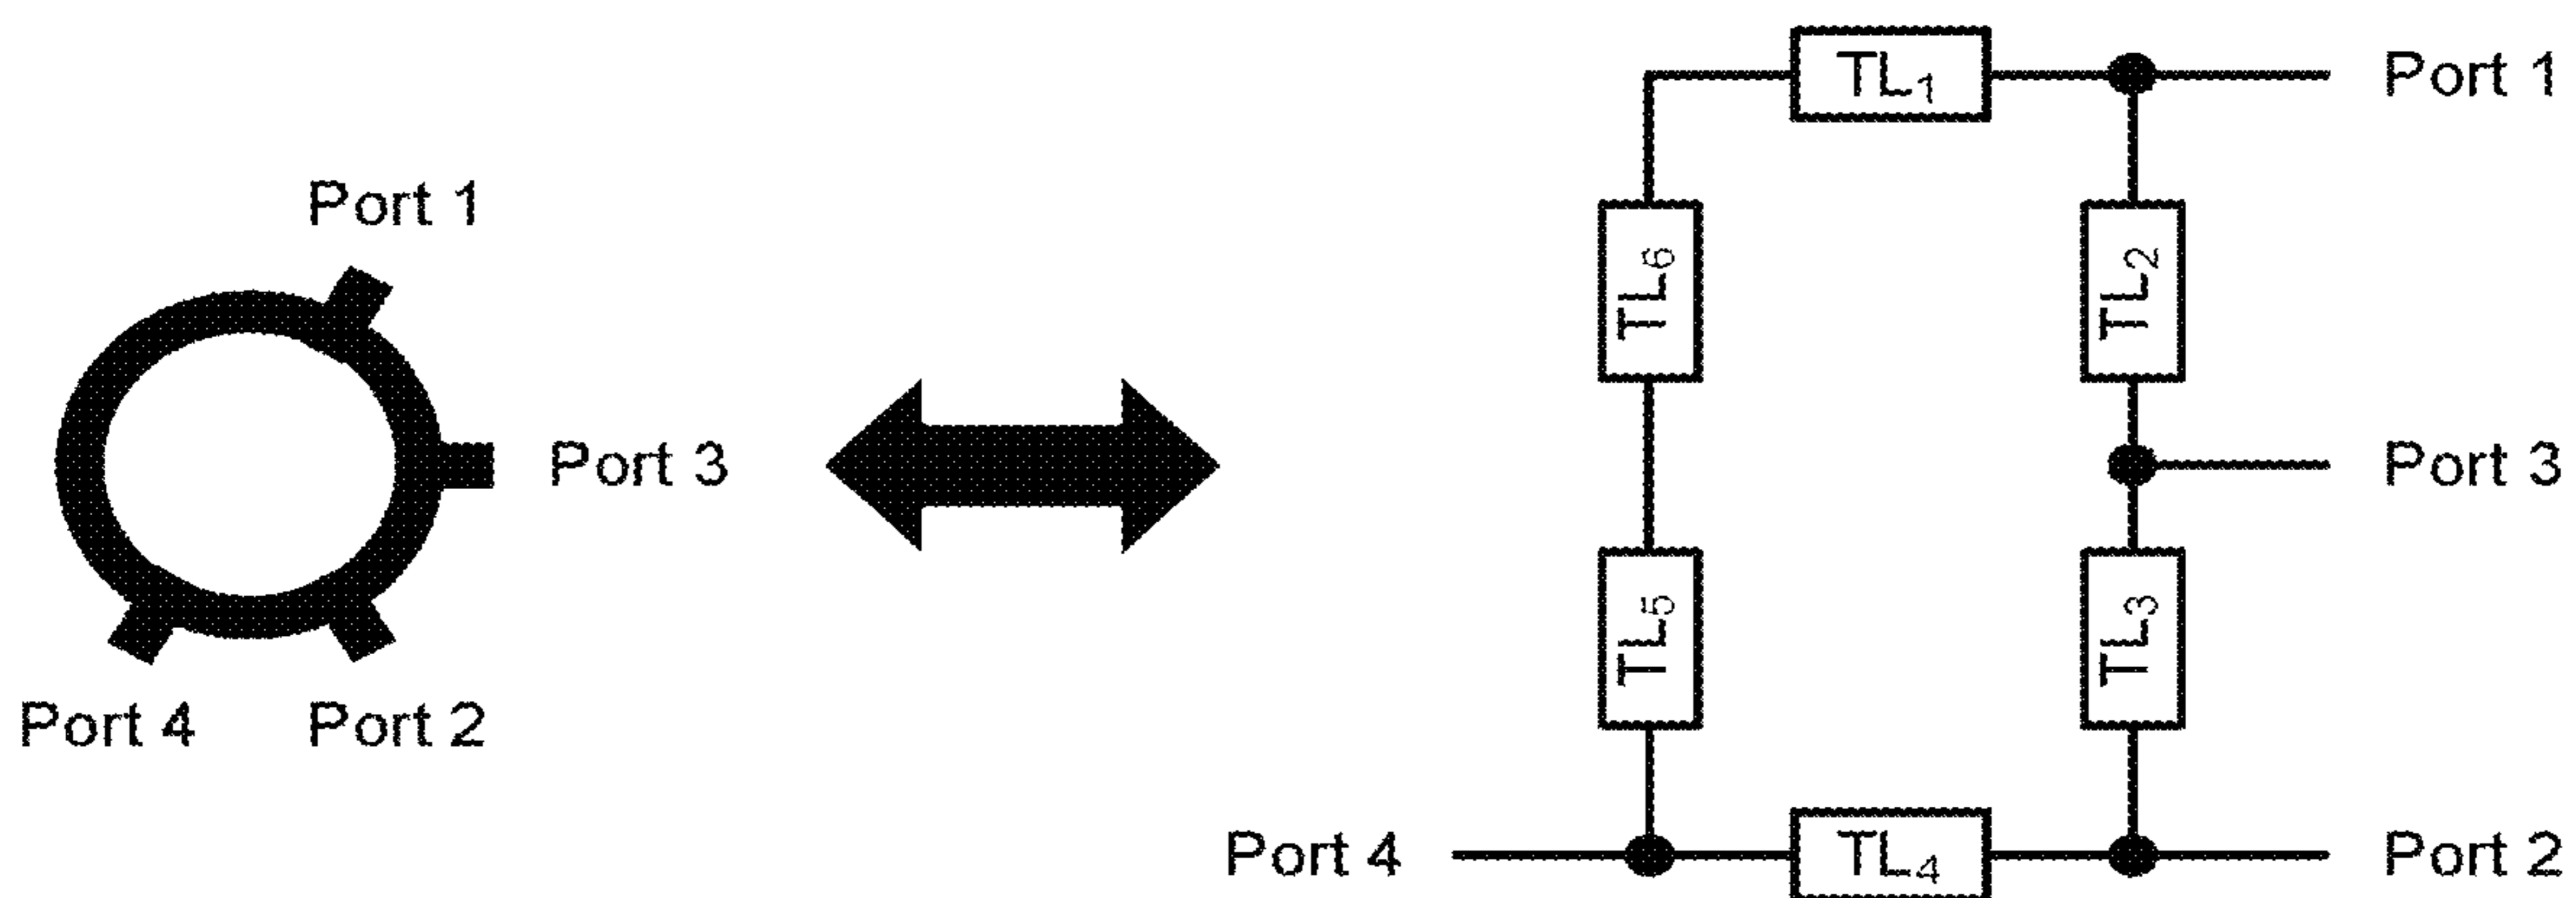 Port 1
Port 3
Port 4
Port 2
TL₁
Port 1
TL₆
TL₂
Port 3
TL₅
TL₃
Port 4
TL₄
Port 2